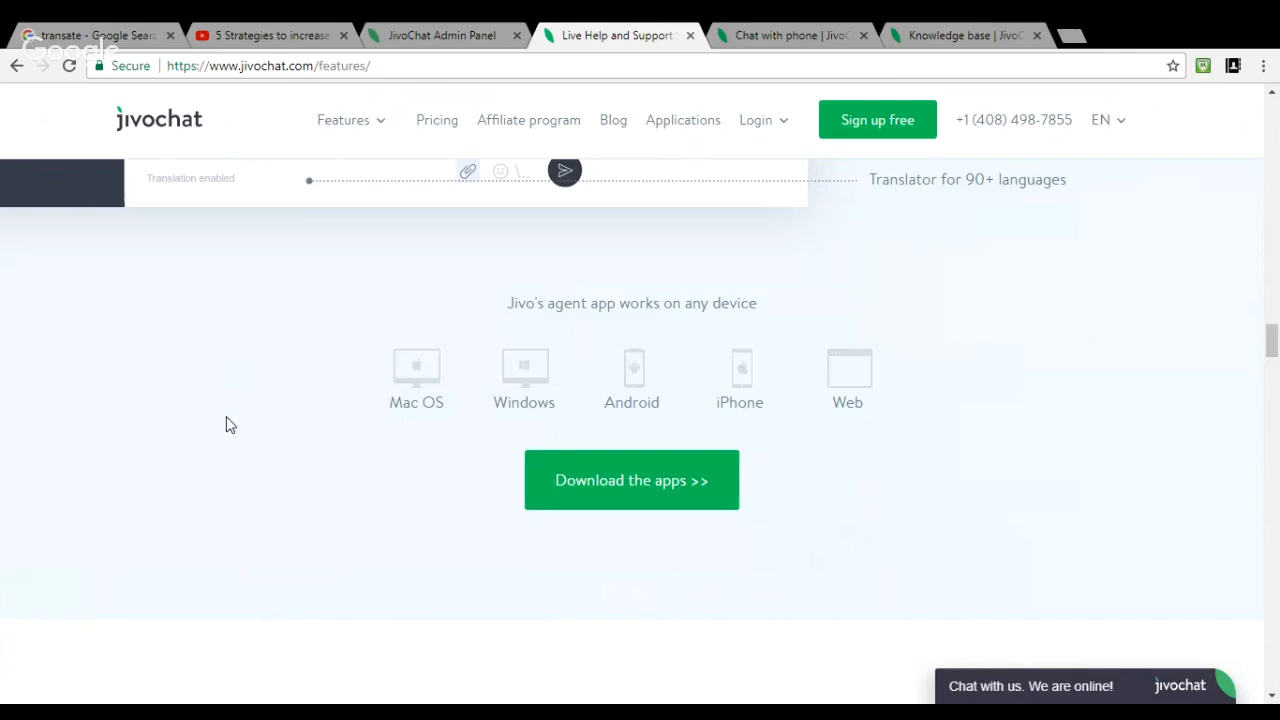 transate - Google Searc
5 Strategies to increase
JivoChat Admin Panel
Live Help and Support
Chat with phone | JivoC
Knowledge base | JivoC
Google
Secure
https://www.jivochat.com/features/
jivochat
Features
Pricing
Affiliate program
Blog
Applications
Login
Sign up free
+1 (408) 498-7855
EN
Translation enabled
Translator for 90+ languages
Jivo's agent app works on any device
Mac OS
Windows
Android
iPhone
Web
Download the apps >>
Chat with us. We are online!
jivochat